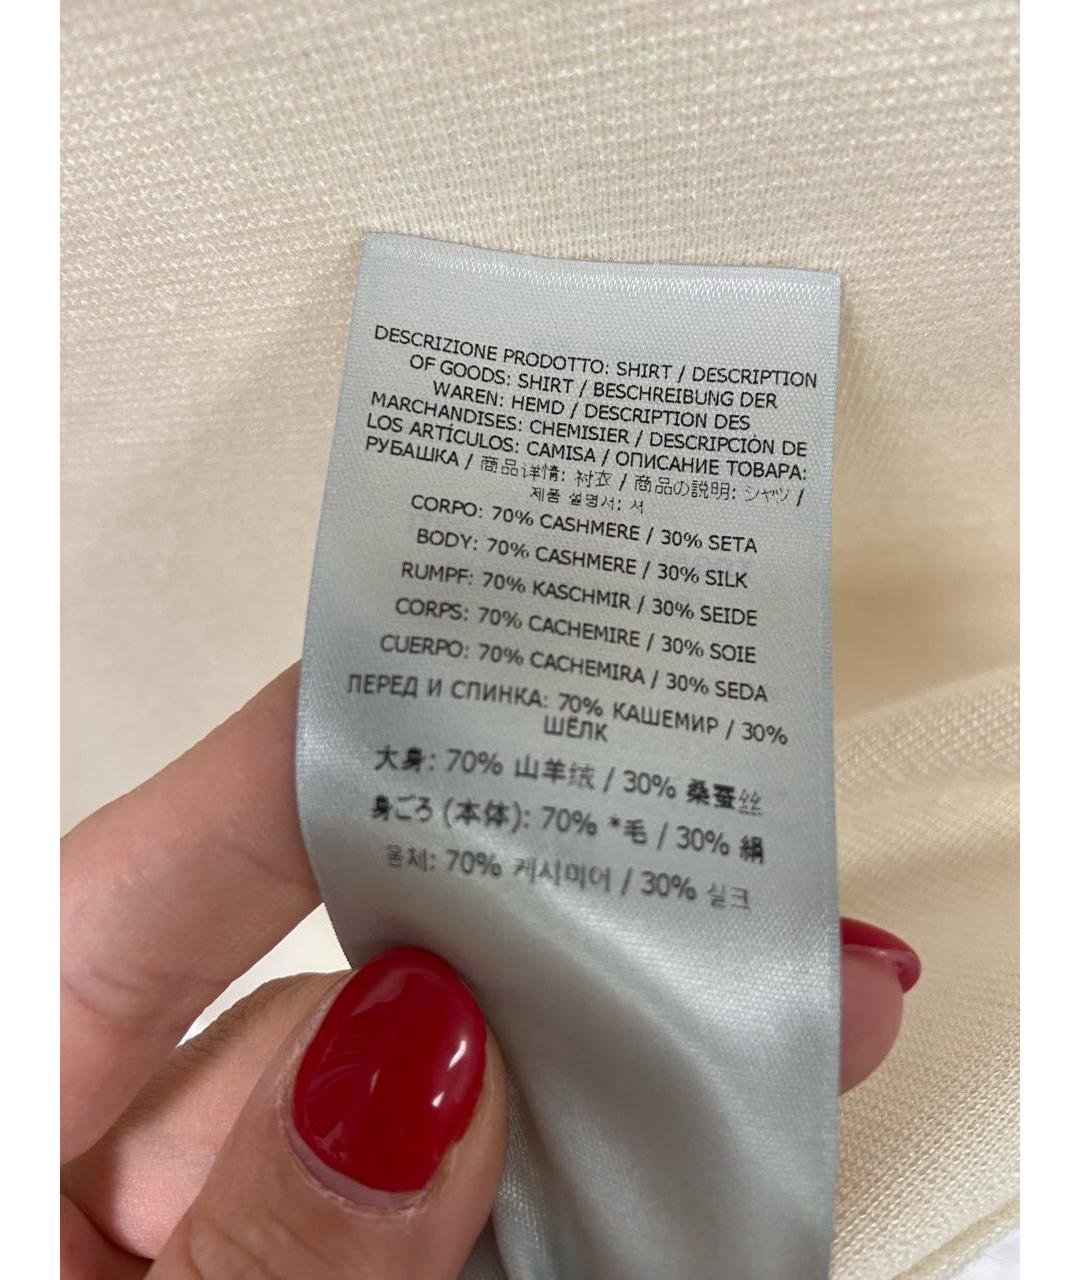 DESCRIZIONE PRODOTTO: SHIRT / DESCRIPTION
OF GOODS: SHIRT / BESCHREIBUNG DER
WAREN: HEMD / DESCRIPTION DES
MARCHANDISES: CHEMISIER / DESCRIPCIÓN DE
LOS ARTÍCULOS: CAMISA / ОПИСАНИЕ ТОВАРА:
РУБАШКА / 商品详情: 衬衣 / 商品の説明: シャツ /
제품 설명서: 셔
CORPO: 70% CASHMERE / 30% SETA
BODY: 70% CASHMERE / 30% SILK
RUMPF: 70% KASCHMIR / 30% SEIDE
CORPS: 70% CACHEMIRE / 30% SOIE
CUERPO: 70% CACHEMIRA / 30% SEDA
ПЕРЕД И СПИНКА: 70% КАШЕМИР / 30%
ШЁЛК
大身: 70% 山羊绒 / 30% 桑蚕丝
身ごろ (本体): 70% *毛 / 30% 絹
몸체: 70% 케시미어 / 30% 실크